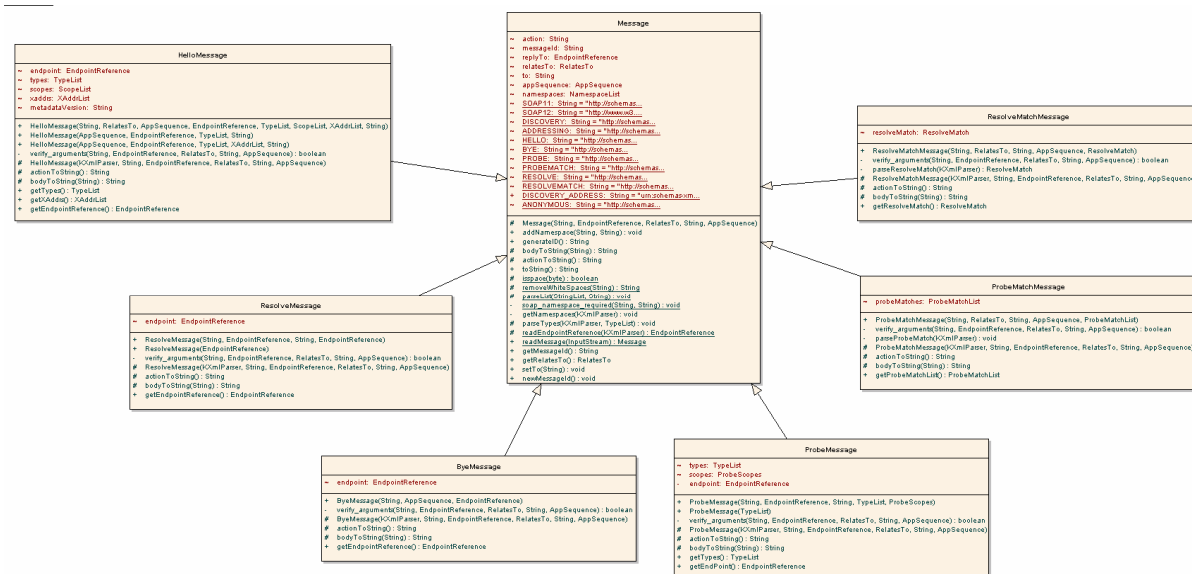 Message
~ action: String
~ messageId: String
~ replyTo: EndpointReference
~ relatesTo: RelatesTo
~ to: String
~ appSequence: AppSequence
~ namespaces: NamespaceList
~ SOAP11: String = "http://schemas...
~ SOAP12: String = "http://www.w3....
~ DISCOVERY: String = "http://schemas...
~ ADDRESSING: String = "http://schemas...
~ HELLO: String = "http://schemas...
~ BYE: String = "http://schemas...
~ PROBE: String = "http://schemas...
~ PROBEMATCH: String = "http://schemas...
~ RESOLVE: String = "http://schemas...
~ RESOLVEMATCH: String = "http://schemas...
~ DISCOVERY_ADDRESS: String = "urn:schemas-xm...
~ ANONYMOUS: String = "http://schemas...
# Message(String, EndpointReference, RelatesTo, String, AppSequence)
+ addNamespace(String, String) : void
+ generateID() : String
# bodyToString(String) : String
# actionToString() : String
+ toString() : String
# isspace(byte) : boolean
# removeWhiteSpaces(String) : String
# parseList(StringList, String) : void
- soap_namespace_required(String, String) : void
- getNamespaces(KXmlParser) : void
# parseTypes(KXmlParser, TypeList) : void
# readEndpointReference(KXmlParser) : EndpointReference
+ readMessage(InputStream) : Message
+ getMessageId() : String
+ getRelatesTo() : RelatesTo
+ setTo(String) : void
+ newMessageId() : void
HelloMessage
~ endpoint: EndpointReference
~ types: TypeList
~ scopes: ScopeList
~ xaddrs: XAddrList
~ metadataVersion: String
+ HelloMessage(String, RelatesTo, AppSequence, EndpointReference, TypeList, ScopeList, XAddrList, String)
+ HelloMessage(AppSequence, EndpointReference, TypeList, String)
+ HelloMessage(AppSequence, EndpointReference, TypeList, XAddrList, String)
- verify_arguments(String, EndpointReference, RelatesTo, String, AppSequence) : boolean
# HelloMessage(KXmlParser, String, EndpointReference, RelatesTo, String, AppSequence)
# actionToString() : String
# bodyToString(String) : String
+ getTypes() : TypeList
+ getXAddrs() : XAddrList
+ getEndpointReference() : EndpointReference
ResolveMatchMessage
~ resolveMatch: ResolveMatch
+ ResolveMatchMessage(String, RelatesTo, String, AppSequence, ResolveMatch)
- verify_arguments(String, EndpointReference, RelatesTo, String, AppSequence) : boolean
- parseResolveMatch(KXmlParser) : ResolveMatch
# ResolveMatchMessage(KXmlParser, String, EndpointReference, RelatesTo, String, AppSequence
# actionToString() : String
# bodyToString(String) : String
+ getResolveMatch() : ResolveMatch
ResolveMessage
~ endpoint: EndpointReference
+ ResolveMessage(String, EndpointReference, String, EndpointReference)
+ ResolveMessage(EndpointReference)
- verify_arguments(String, EndpointReference, RelatesTo, String, AppSequence) : boolean
# ResolveMessage(KXmlParser, String, EndpointReference, RelatesTo, String, AppSequence)
# actionToString() : String
# bodyToString(String) : String
+ getEndpointReference() : EndpointReference
ProbeMatchMessage
~ probeMatches: ProbeMatchList
+ ProbeMatchMessage(String, RelatesTo, String, AppSequence, ProbeMatchList)
- verify_arguments(String, EndpointReference, RelatesTo, String, AppSequence) : boolean
- parseProbeMatch(KXmlParser) : void
# ProbeMatchMessage(KXmlParser, String, EndpointReference, RelatesTo, String, AppSequence
# actionToString() : String
# bodyToString(String) : String
+ getProbeMatchList() : ProbeMatchList
ByeMessage
~ endpoint: EndpointReference
+ ByeMessage(String, AppSequence, EndpointReference)
- verify_arguments(String, EndpointReference, RelatesTo, String, AppSequence) : boolean
# ByeMessage(KXmlParser, String, EndpointReference, RelatesTo, String, AppSequence)
# actionToString() : String
# bodyToString(String) : String
+ getEndpointReference() : EndpointReference
ProbeMessage
~ types: TypeList
~ scopes: ProbeScopes
- endpoint: EndpointReference
+ ProbeMessage(String, EndpointReference, String, TypeList, ProbeScopes)
+ ProbeMessage(TypeList)
- verify_arguments(String, EndpointReference, RelatesTo, String, AppSequence) : boolean
# ProbeMessage(KXmlParser, String, EndpointReference, RelatesTo, String, AppSequence)
# actionToString() : String
# bodyToString(String) : String
+ getTypes() : TypeList
+ getEndPoint() : EndpointReference